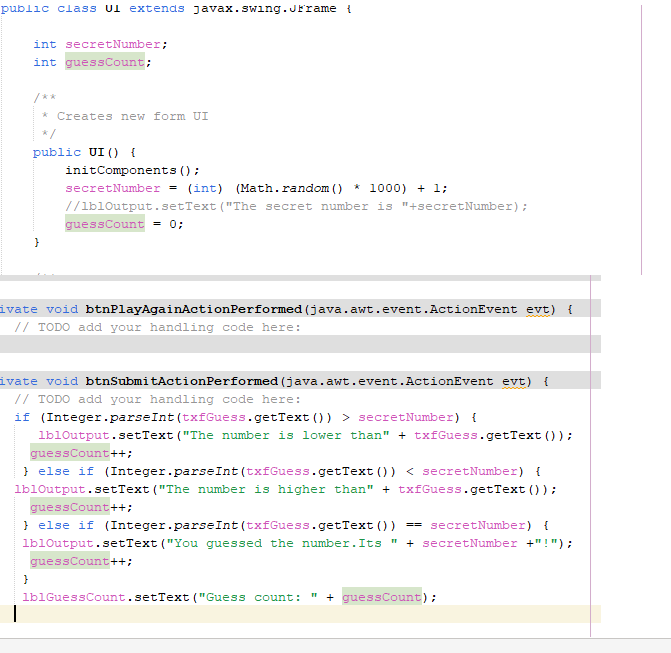 public class UI extends javax.swing.JFrame {
int secretNumber;
int guessCount;
/**
* Creates new form UI
*/
public UI() {
initComponents();
secretNumber = (int) (Math.random() * 1000) + 1;
//lblOutput.setText("The secret number is "+secretNumber);
guessCount = 0;
}
ivate void btnPlayAgainActionPerformed(java.awt.event.ActionEvent evt) {
// TODO add your handling code here:
ivate void btnSubmitActionPerformed(java.awt.event.ActionEvent evt) {
// TODO add your handling code here:
if (Integer.parseInt(txfGuess.getText()) > secretNumber) {
lblOutput.setText("The number is lower than" + txfGuess.getText());
guessCount++;
} else if (Integer.parseInt(txfGuess.getText()) < secretNumber) {
lblOutput.setText("The number is higher than" + txfGuess.getText());
guessCount++;
} else if (Integer.parseInt(txfGuess.getText()) == secretNumber) {
lblOutput.setText("You guessed the number.Its " + secretNumber +"!");
guessCount++;
}
lblGuessCount.setText("Guess count: " + guessCount);